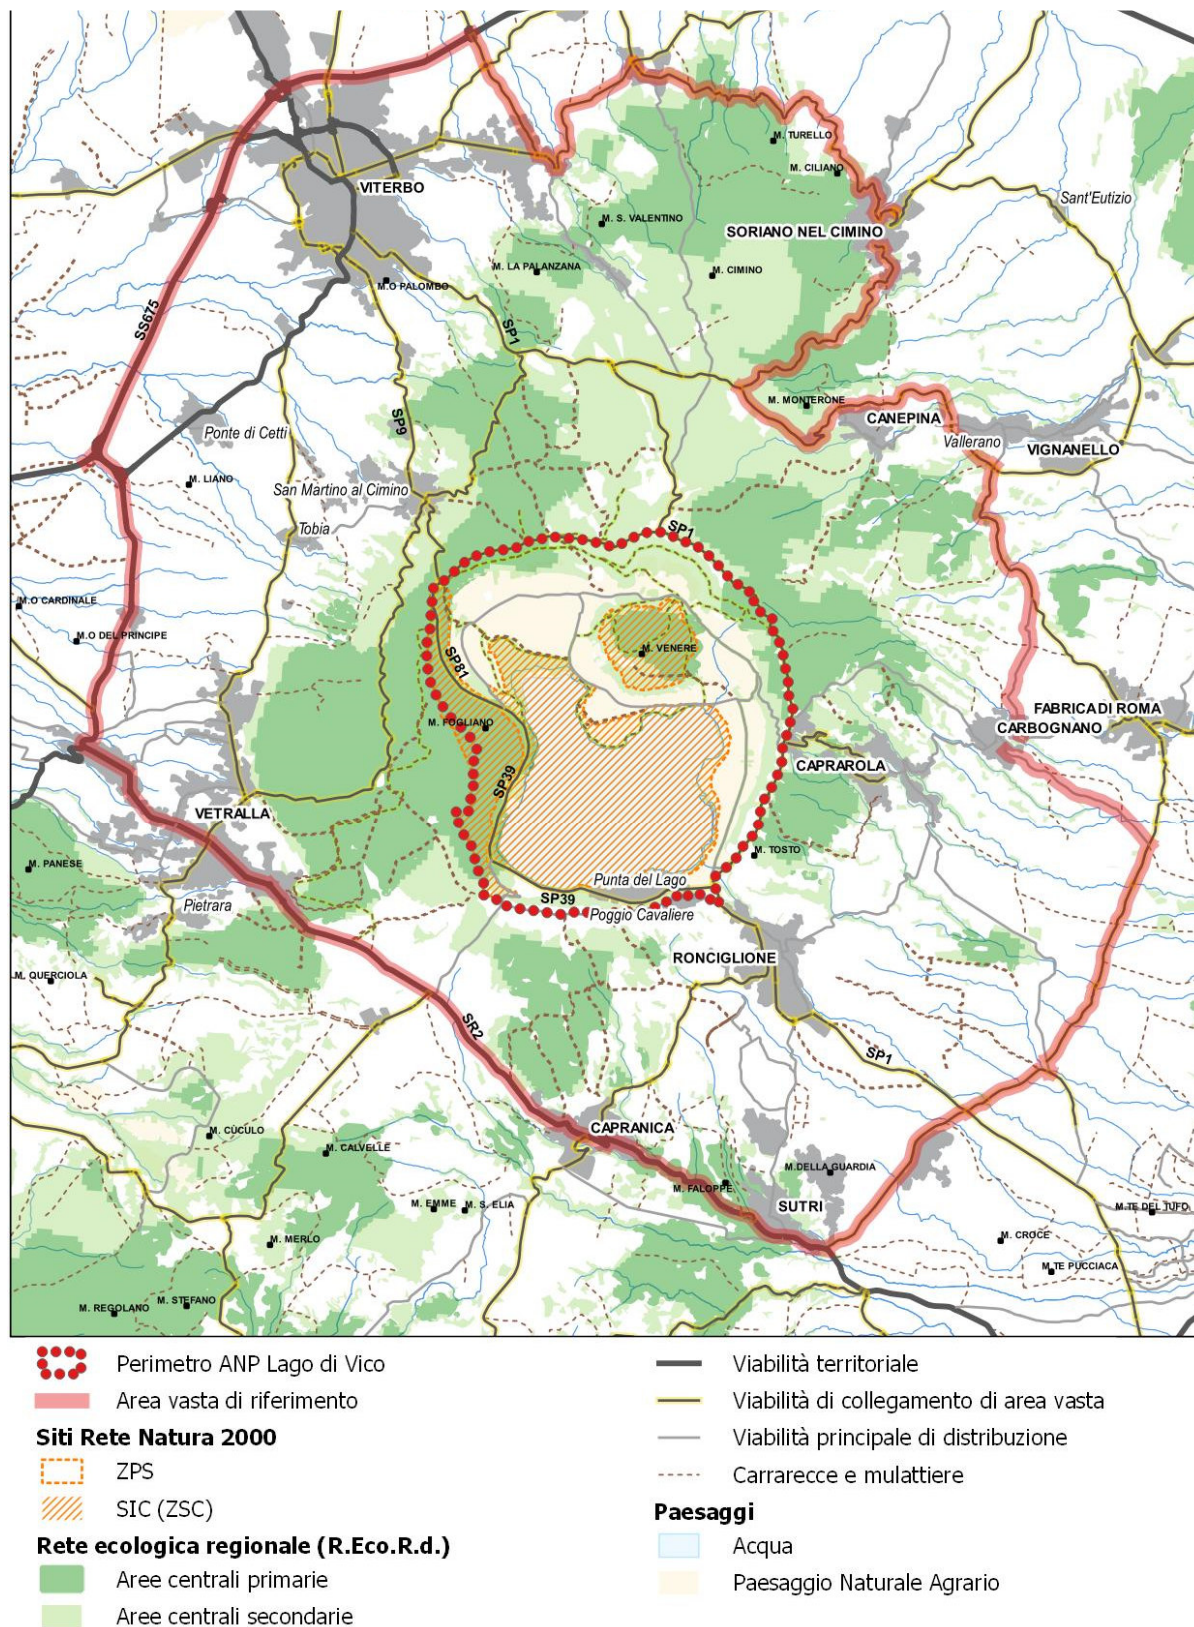 M. TURELLO
M. CILIANO
VITERBO
Sant'Eutizio
M. S. VALENTINO
SORIANO NEL CIMINO
M. LA PALANZANA
M. CIMINO
M.O PALOMBO
SS675
SP1
SP9
M. MONTERONE
CANEPINA
Ponte di Cetti
Vallerano
VIGNANELLO
M. LIANO
San Martino al Cimino
Tobia
SP1
M.O CARDINALE
M.O DEL PRINCIPE
M. VENERE
SP81
M. FOGLIANO
FABRICA DI ROMA
CARBOGNANO
CAPRAROLA
SP39
VETRALLA
M. TOSTO
M. PANESE
Punta del Lago
SP39
Pietrara
Poggio Cavaliere
RONCIGLIONE
M. QUERCIOLA
SR2
SP1
M. CÚCULO
CAPRANICA
M. CALVELLE
M.DELLA GUARDIA
M. FALOPPE
M. EMME
M. S. ELIA
SUTRI
M.TE DEL TUFO
M. MERLO
M. CROCE
M.TE PUCCIACA
M. STEFANO
M. REGOLANO
Perimetro ANP Lago di Vico
Area vasta di riferimento
Siti Rete Natura 2000
ZPS
SIC (ZSC)
Rete ecologica regionale (R.Eco.R.d.)
Aree centrali primarie
Aree centrali secondarie
Viabilità territoriale
Viabilità di collegamento di area vasta
Viabilità principale di distribuzione
Carrarecce e mulattiere
Paesaggi
Acqua
Paesaggio Naturale Agrario